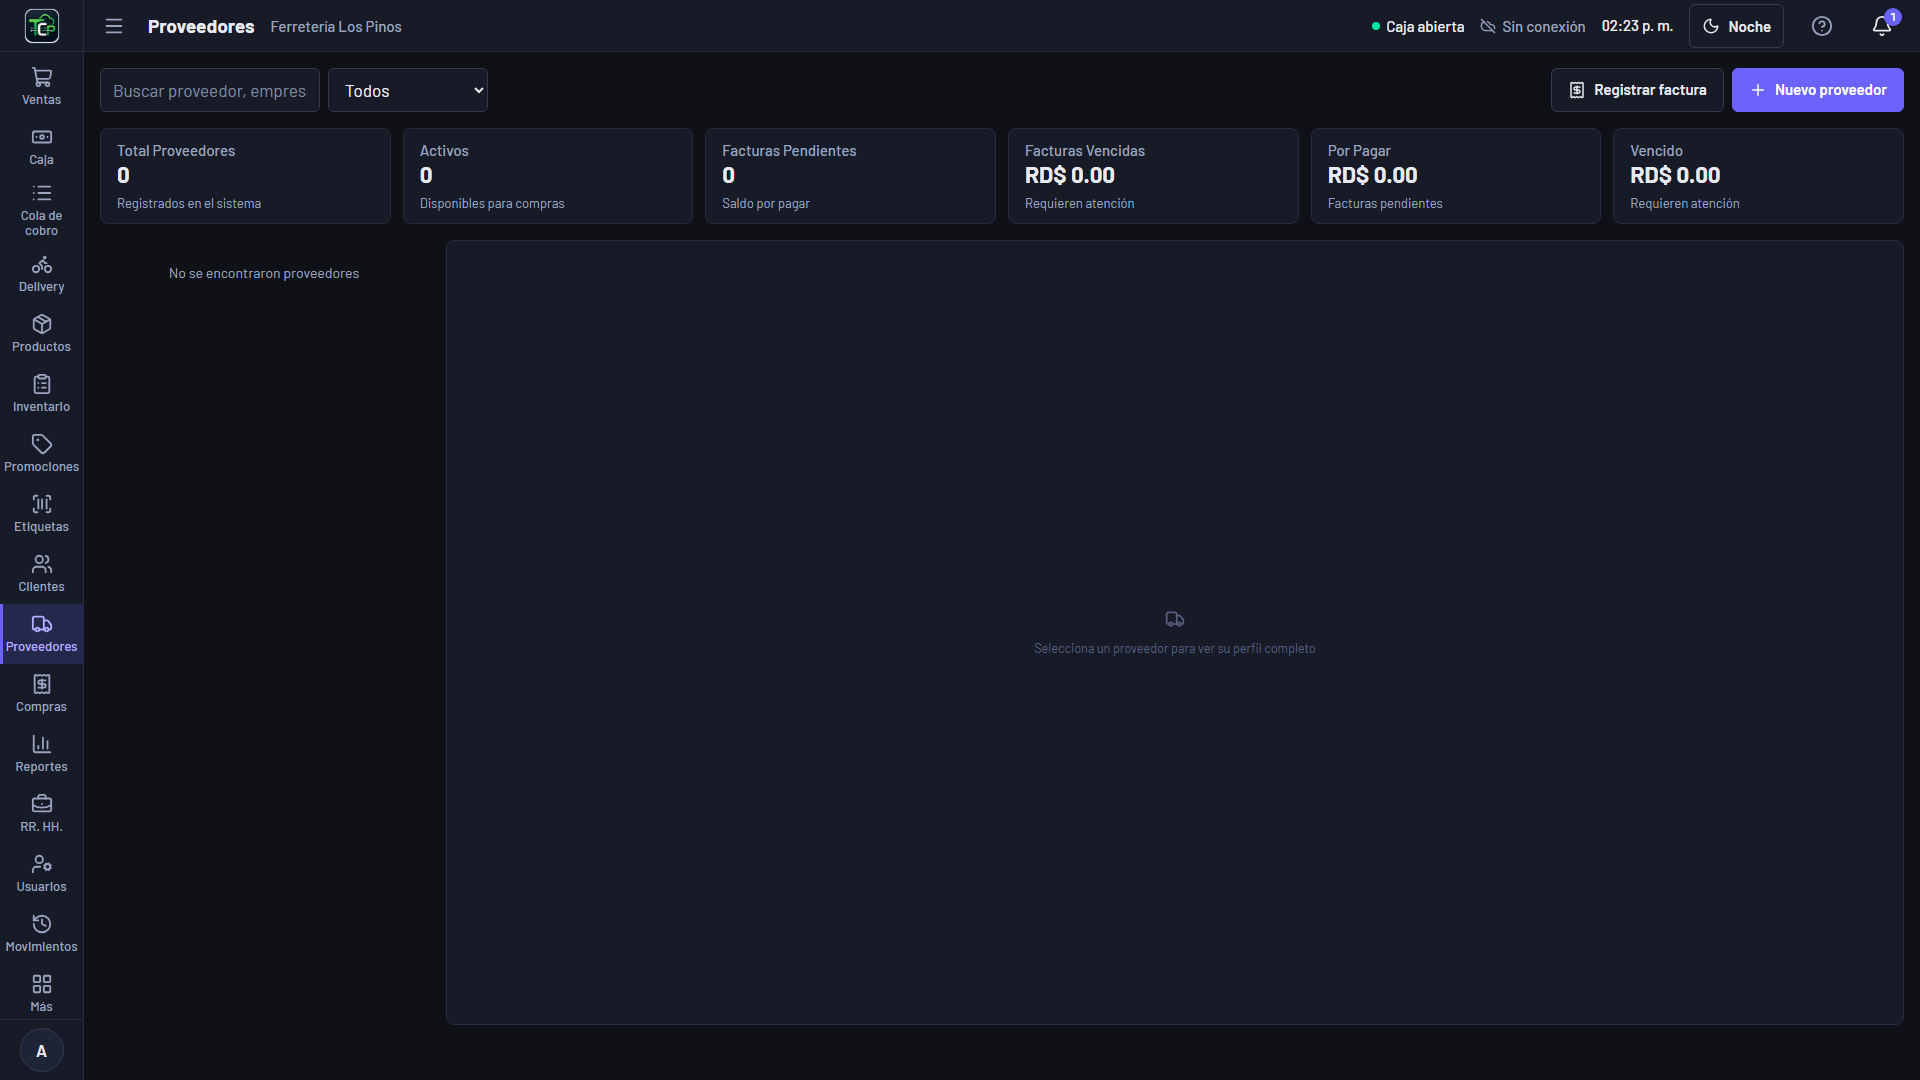 TCP
Proveedores
Ferretería Los Pinos
Caja abierta
Sin conexión
02:23 p. m.
Noche
1
Ventas
Caja
Cola de
cobro
Delivery
Productos
Inventario
Promociones
Etiquetas
Clientes
Proveedores
Compras
Reportes
RR. HH.
Usuarios
Movimientos
Más
A
Buscar proveedor, empres
Todos
Registrar factura
Nuevo proveedor
Total Proveedores
0
Registrados en el sistema
Activos
0
Disponibles para compras
Facturas Pendientes
0
Saldo por pagar
Facturas Vencidas
RD$ 0.00
Requieren atención
Por Pagar
RD$ 0.00
Facturas pendientes
Vencido
RD$ 0.00
Requieren atención
No se encontraron proveedores
Selecciona un proveedor para ver su perfil completo